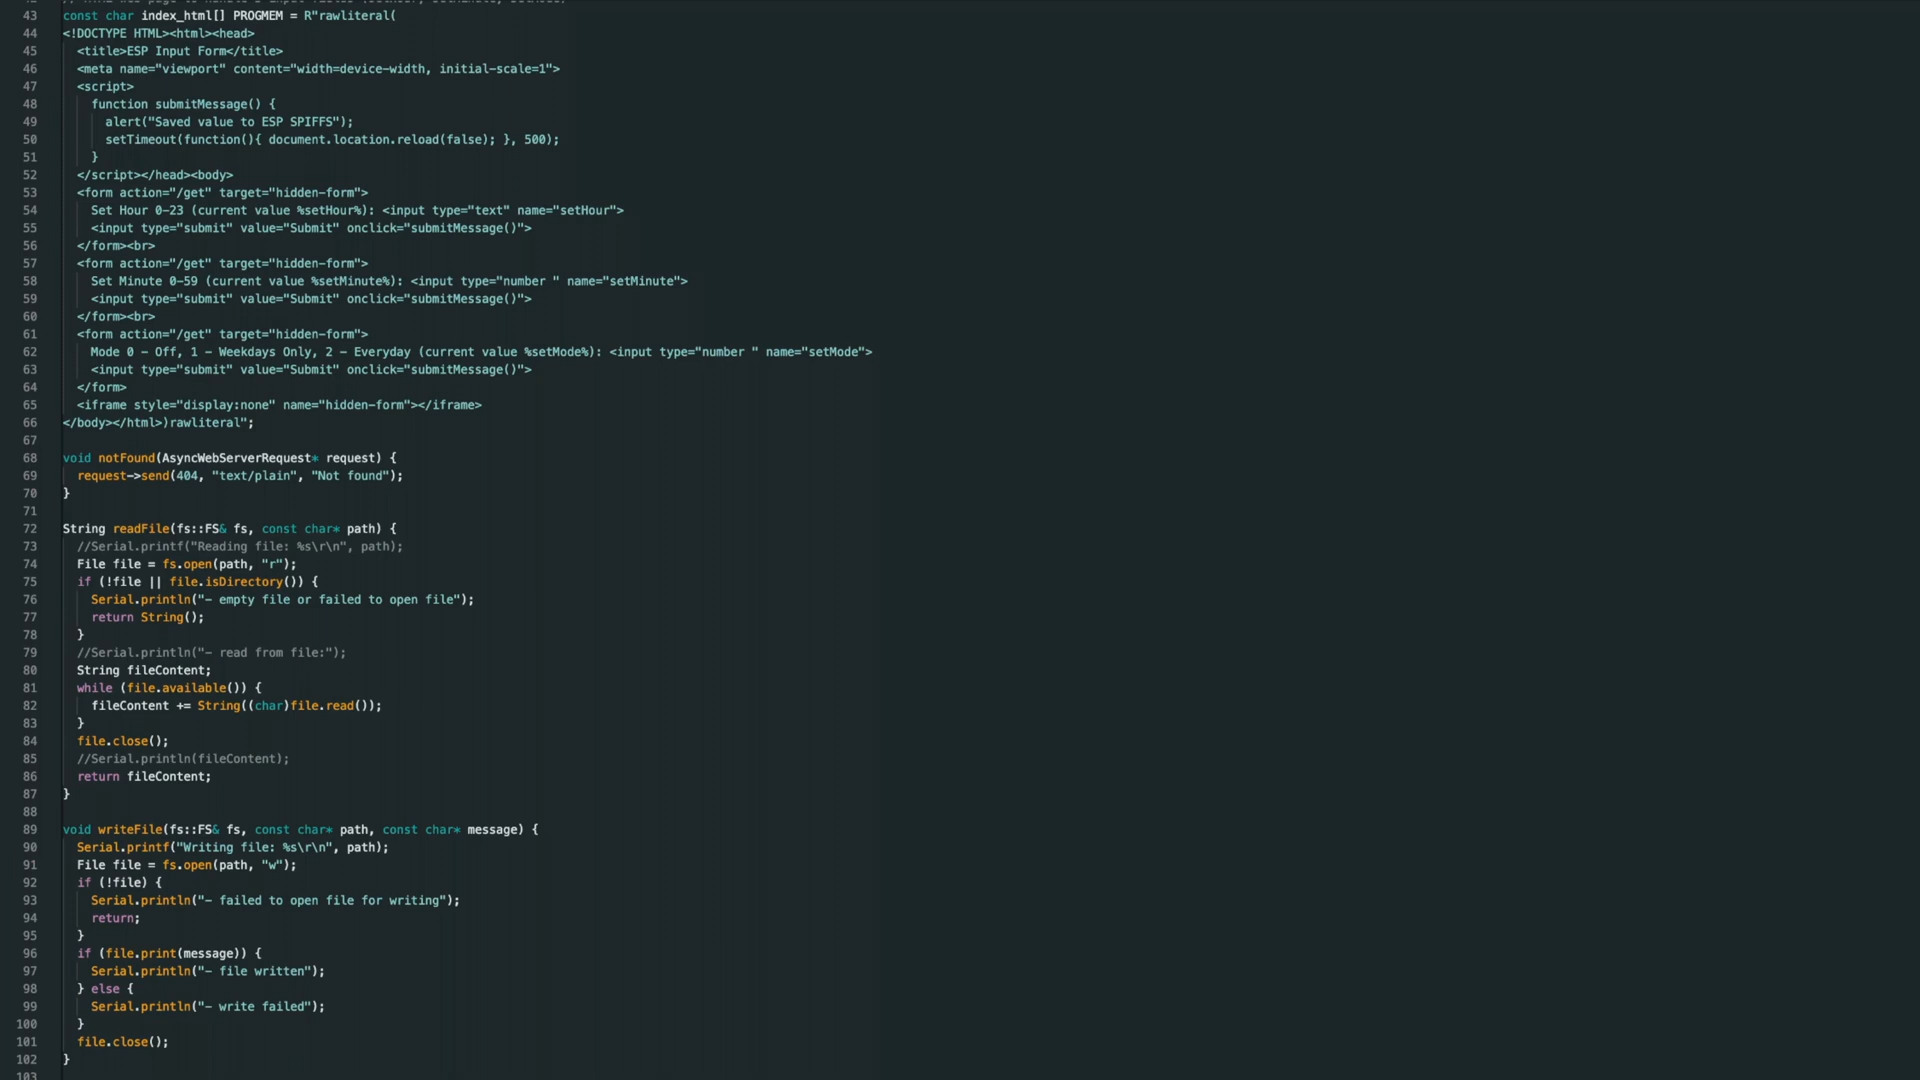 43 const char index_html[] PROGMEM = R"rawliteral(
44 <!DOCTYPE HTML><html><head>
45   <title>ESP Input Form</title>
46   <meta name="viewport" content="width=device-width, initial-scale=1">
47   <script>
48     function submitMessage() {
49       alert("Saved value to ESP SPIFFS");
50       setTimeout(function(){ document.location.reload(false); }, 500);
51     }
52   </script></head><body>
53   <form action="/get" target="hidden-form">
54     Set Hour 0-23 (current value %setHour%): <input type="text" name="setHour">
55     <input type="submit" value="Submit" onclick="submitMessage()">
56   </form><br>
57   <form action="/get" target="hidden-form">
58     Set Minute 0-59 (current value %setMinute%): <input type="number " name="setMinute">
59     <input type="submit" value="Submit" onclick="submitMessage()">
60   </form><br>
61   <form action="/get" target="hidden-form">
62     Mode 0 - Off, 1 - Weekdays Only, 2 - Everyday (current value %setMode%): <input type="number " name="setMode">
63     <input type="submit" value="Submit" onclick="submitMessage()">
64   </form>
65   <iframe style="display:none" name="hidden-form"></iframe>
66 </body></html>)rawliteral";
67
68 void notFound(AsyncWebServerRequest* request) {
69   request->send(404, "text/plain", "Not found");
70 }
71
72 String readFile(fs::FS& fs, const char* path) {
73   //Serial.printf("Reading file: %s\r\n", path);
74   File file = fs.open(path, "r");
75   if (!file || file.isDirectory()) {
76     Serial.println("- empty file or failed to open file");
77     return String();
78   }
79   //Serial.println("- read from file:");
80   String fileContent;
81   while (file.available()) {
82     fileContent += String((char)file.read());
83   }
84   file.close();
85   //Serial.println(fileContent);
86   return fileContent;
87 }
88
89 void writeFile(fs::FS& fs, const char* path, const char* message) {
90   Serial.printf("Writing file: %s\r\n", path);
91   File file = fs.open(path, "w");
92   if (!file) {
93     Serial.println("- failed to open file for writing");
94     return;
95   }
96   if (file.print(message)) {
97     Serial.println("- file written");
98   } else {
99     Serial.println("- write failed");
100   }
101   file.close();
102 }
103